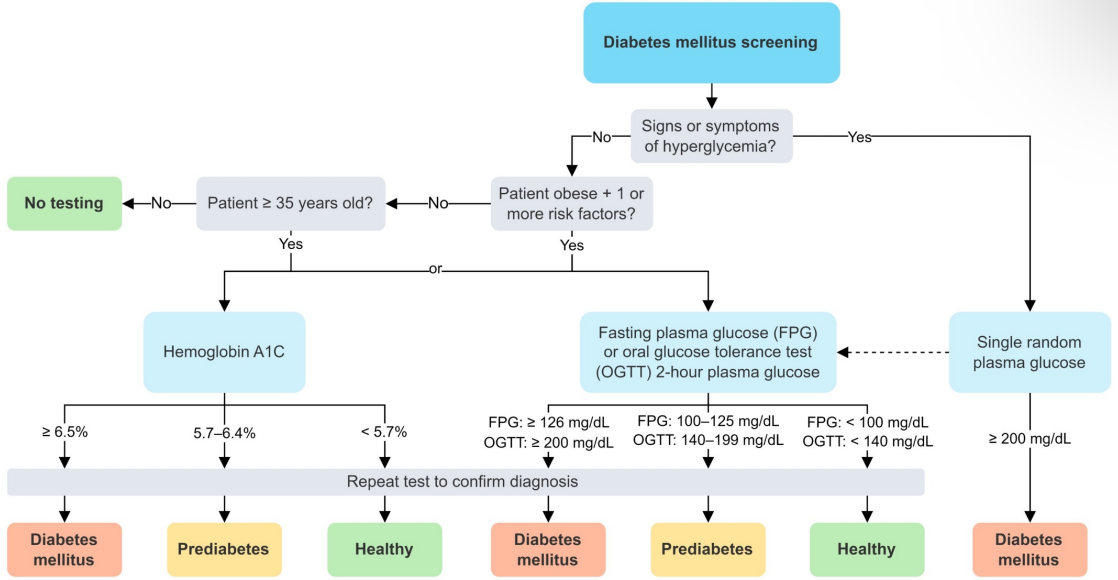 Diabetes mellitus screening
Signs or symptoms
of hyperglycemia?
No
Yes
Patient obese + 1 or
more risk factors?
No
Patient ≥ 35 years old?
No
No testing
Yes
Yes
or
Hemoglobin A1C
Fasting plasma glucose (FPG)
or oral glucose tolerance test
(OGTT) 2-hour plasma glucose
Single random
plasma glucose
≥ 6.5%
5.7–6.4%
< 5.7%
FPG: ≥ 126 mg/dL
OGTT: ≥ 200 mg/dL
FPG: 100–125 mg/dL
OGTT: 140–199 mg/dL
FPG: < 100 mg/dL
OGTT: < 140 mg/dL
≥ 200 mg/dL
Repeat test to confirm diagnosis
Diabetes
mellitus
Prediabetes
Healthy
Diabetes
mellitus
Prediabetes
Healthy
Diabetes
mellitus